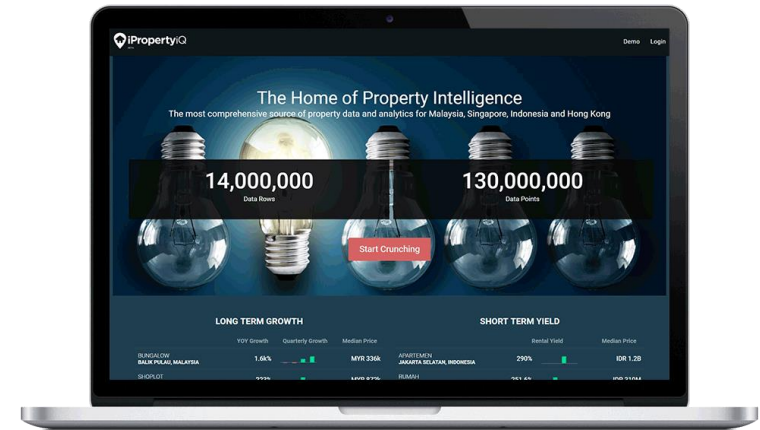 iPropertyiQ
Demo Login
The Home of Property Intelligence
The most comprehensive source of property data and analytics for Malaysia, Singapore, Indonesia and Hong Kong
14,000,000 130,000,000
Data Rows Data Points
Start Crunching
LONG TERM GROWTH SHORT TERM YIELD
YOY Growth Quarterly Growth Median Price Rental Yield Median Price
BUNGALOW
BALIK PULAU, MALAYSIA 1.6k% MYR 336k
APARTEMEN
JAKARTA SELATAN, INDONESIA 290% IDR 1.2B
SHOPLOT
RUMAH